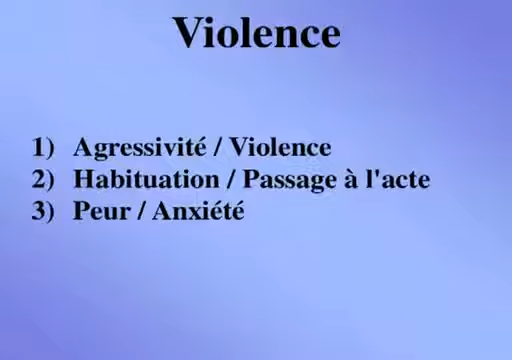 Violence
1) Agressivité / Violence
2) Habituation / Passage à l'acte
3) Peur / Anxiété